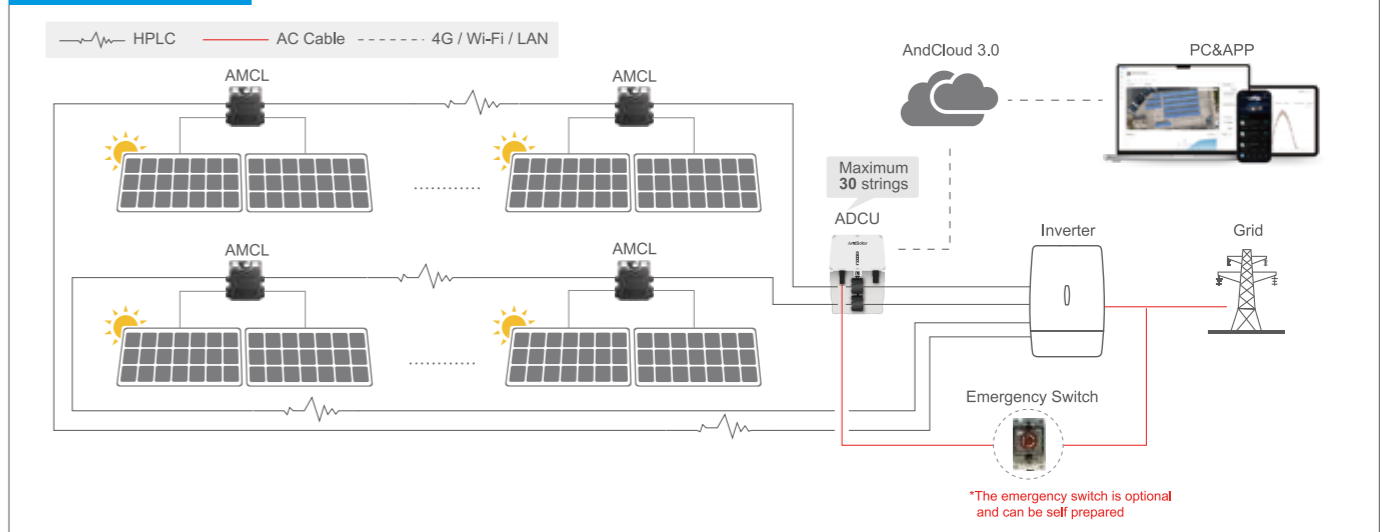 HPLC
AC Cable
4G / Wi-Fi / LAN
AndCloud 3.0
PC&APP
AMCL
AMCL
Maximum
30 strings
ADCU
Inverter
Grid
AMCL
AMCL
Emergency Switch
*The emergency switch is optional
and can be self prepared